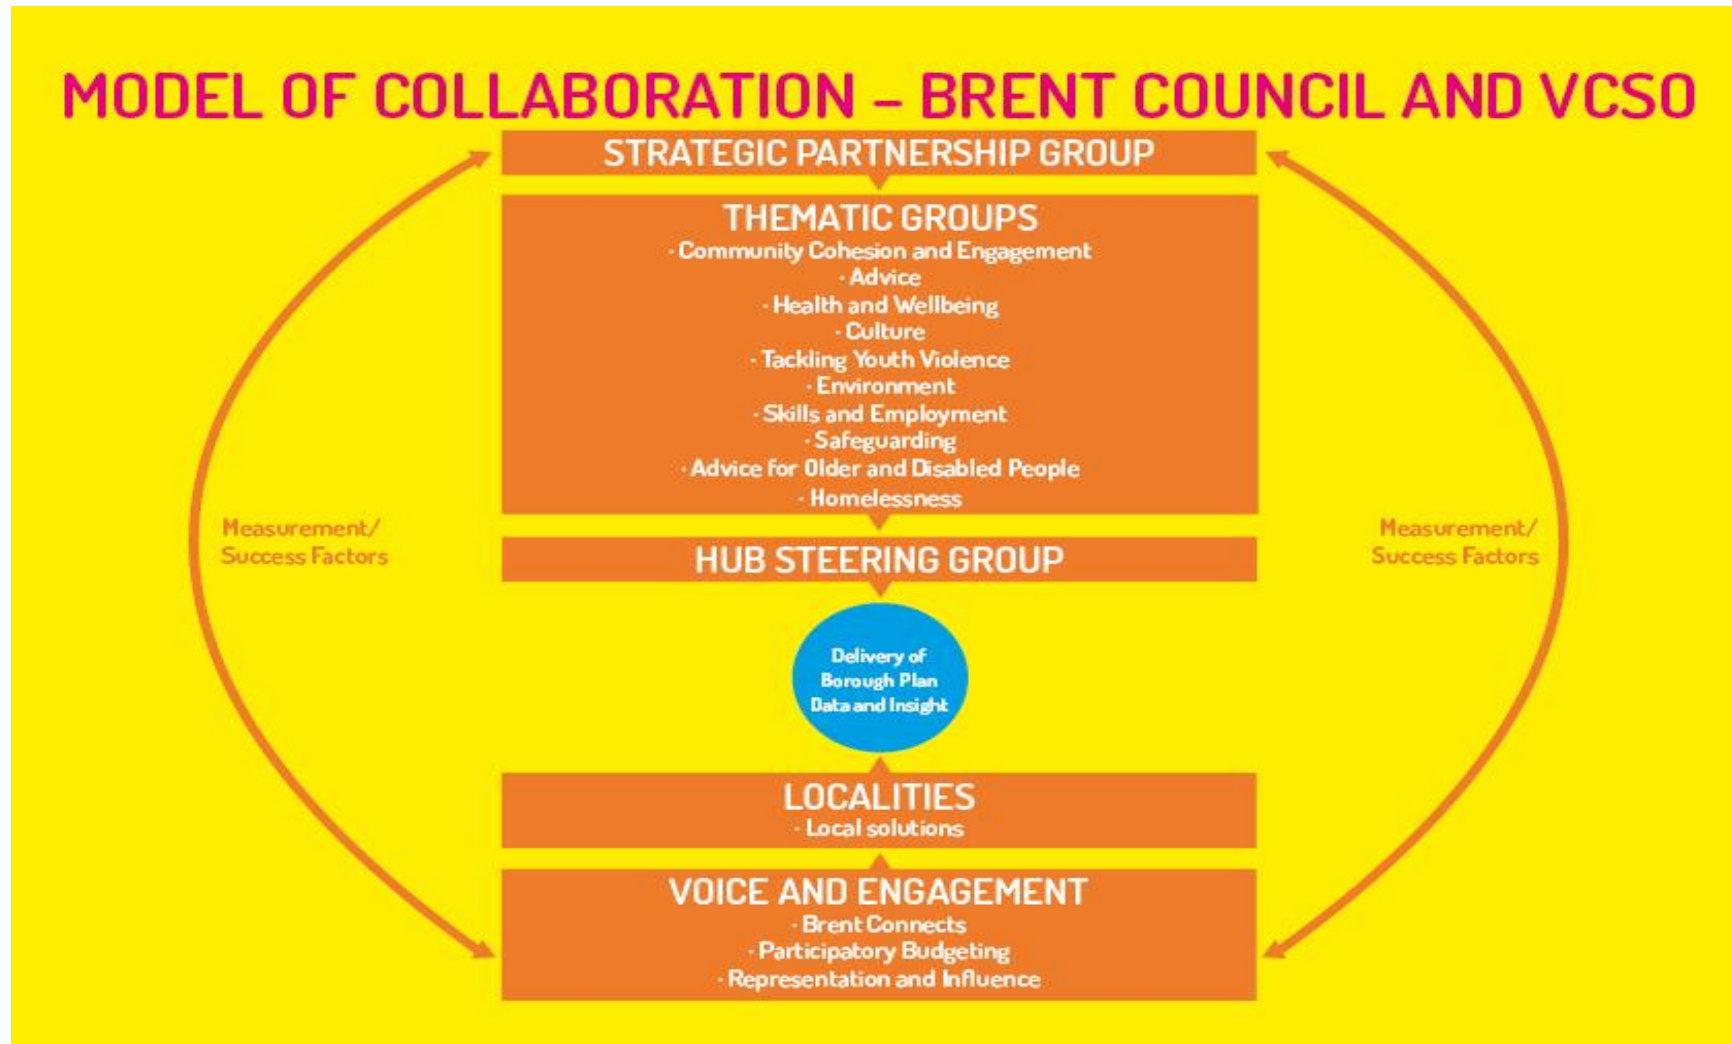 MODEL OF COLLABORATION – BRENT COUNCIL AND VCSO
STRATEGIC PARTNERSHIP GROUP
THEMATIC GROUPS
· Community Cohesion and Engagement
· Advice
· Health and Wellbeing
· Culture
· Tackling Youth Violence
· Environment
· Skills and Employment
· Safeguarding
· Advice for Older and Disabled People
· Homelessness
Measurement/
Success Factors
Measurement/
Success Factors
HUB STEERING GROUP
Delivery of
Borough Plan
Data and Insight
LOCALITIES
· Local solutions
VOICE AND ENGAGEMENT
· Brent Connects
· Participatory Budgeting
· Representation and Influence